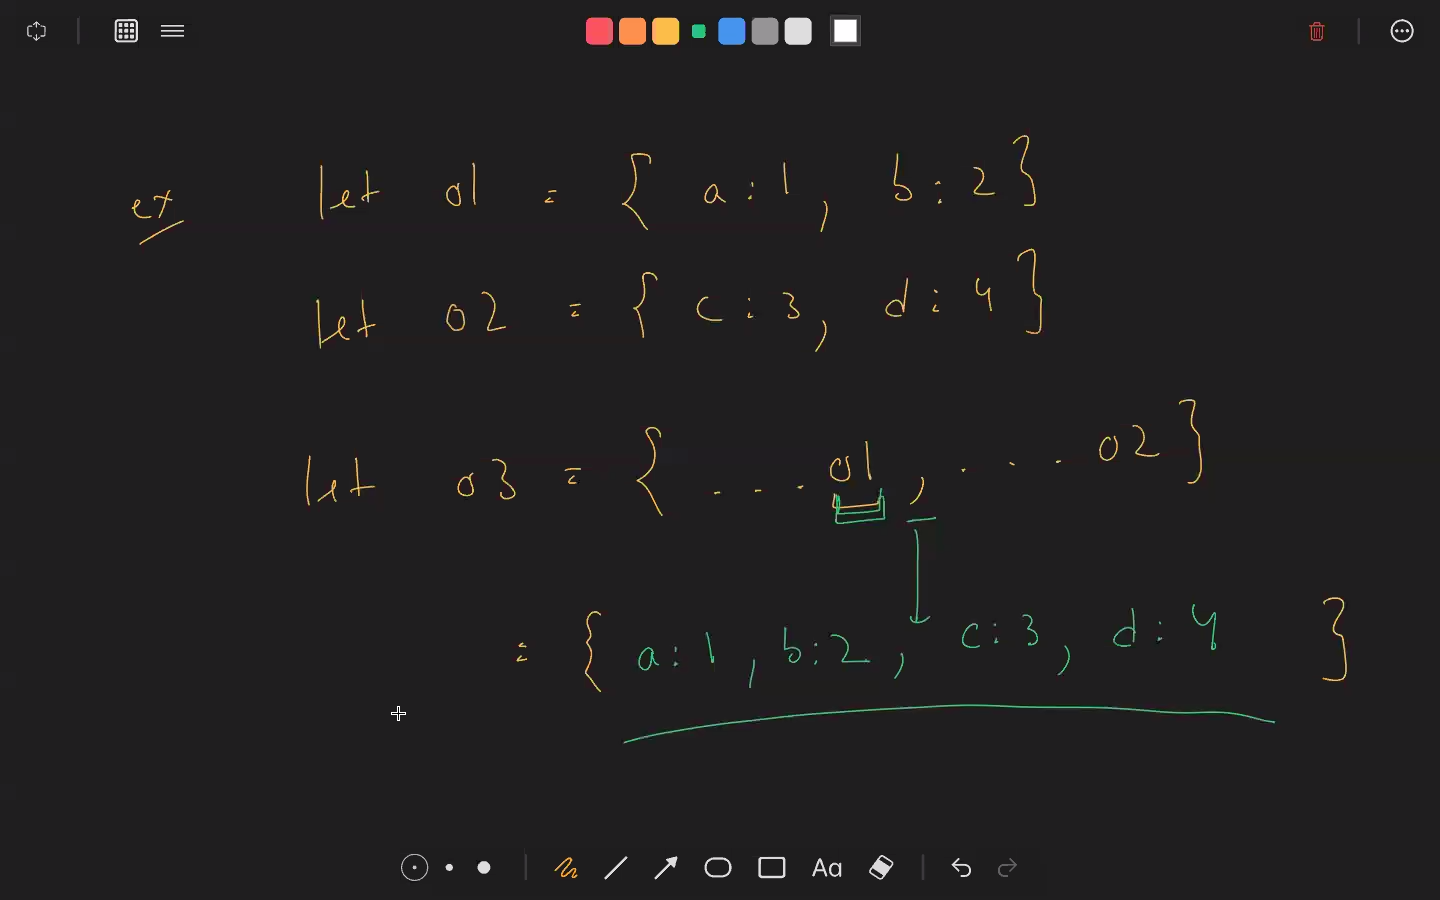 ex let o1 = { a:1, b:2}
let o2 = { c:3, d:4}
let o3 = { ...o1, ...o2}
= { a:1, b:2, c:3, d:4 }
Aa